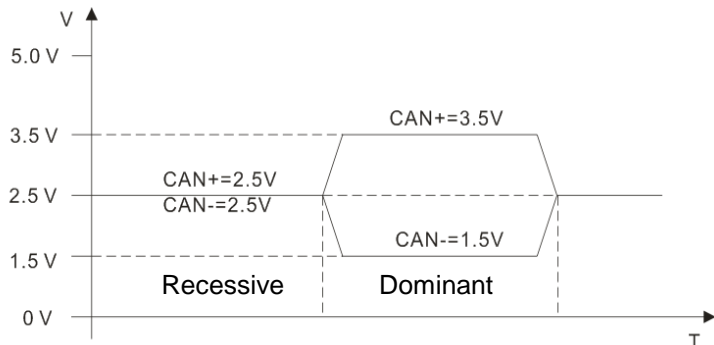 V
5.0 V
CAN+=3.5V
3.5 V
CAN+=2.5V
2.5 V
CAN-=2.5V
CAN-=1.5V
1.5 V
Recessive Dominant
0 V
T